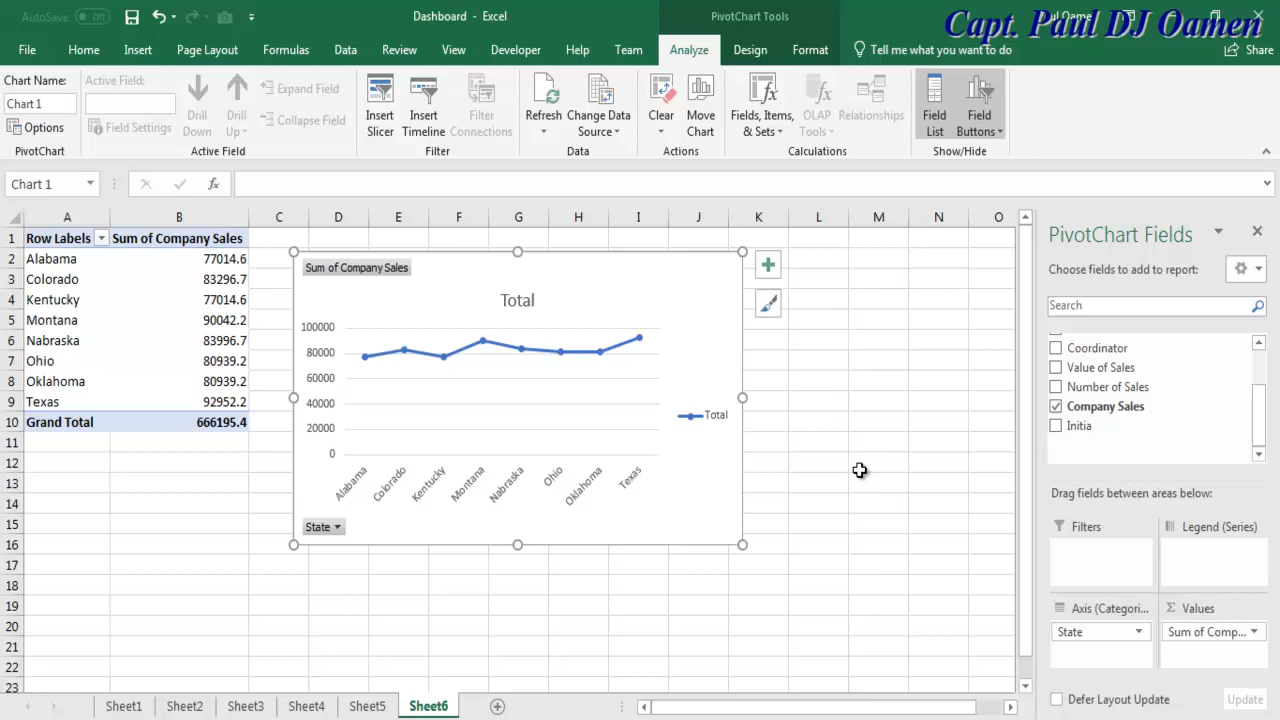 AutoSave Off
Dashboard - Excel
PivotChart Tools
Capt. Paul DJ Oamen
File Home Insert Page Layout Formulas Data Review View Developer Help Team Analyze Design Format Tell me what you want to do Share
Chart Name:
Chart 1
Options
PivotChart
Active Field:
Field Settings
Drill Down
Drill Up
Expand Field
Collapse Field
Active Field
Insert Slicer
Insert Timeline
Filter Connections
Filter
Refresh
Change Data Source
Data
Clear
Move Chart
Actions
Fields, Items, & Sets
OLAP Tools
Relationships
Calculations
Field List
Field Buttons
Show/Hide
Chart 1
fx
A B C D E F G H I J K L M N O
1 Row Labels Sum of Company Sales
2 Alabama 77014.6
3 Colorado 83296.7
4 Kentucky 77014.6
5 Montana 90042.2
6 Nabraska 83996.7
7 Ohio 80939.2
8 Oklahoma 80939.2
9 Texas 92952.2
10 Grand Total 666195.4
11
12
13
14
15
16
17
18
19
20
21
22
23
Sum of Company Sales
Total
100000
80000
60000
40000
20000
0
Alabama Colorado Kentucky Montana Nabraska Ohio Oklahoma Texas
Total
State
PivotChart Fields
Choose fields to add to report:
Search
Coordinator
Value of Sales
Number of Sales
Company Sales
Initia
Drag fields between areas below:
Filters
Legend (Series)
Axis (Categori...
Σ Values
State
Sum of Comp...
Defer Layout Update
Update
Sheet1 Sheet2 Sheet3 Sheet4 Sheet5 Sheet6